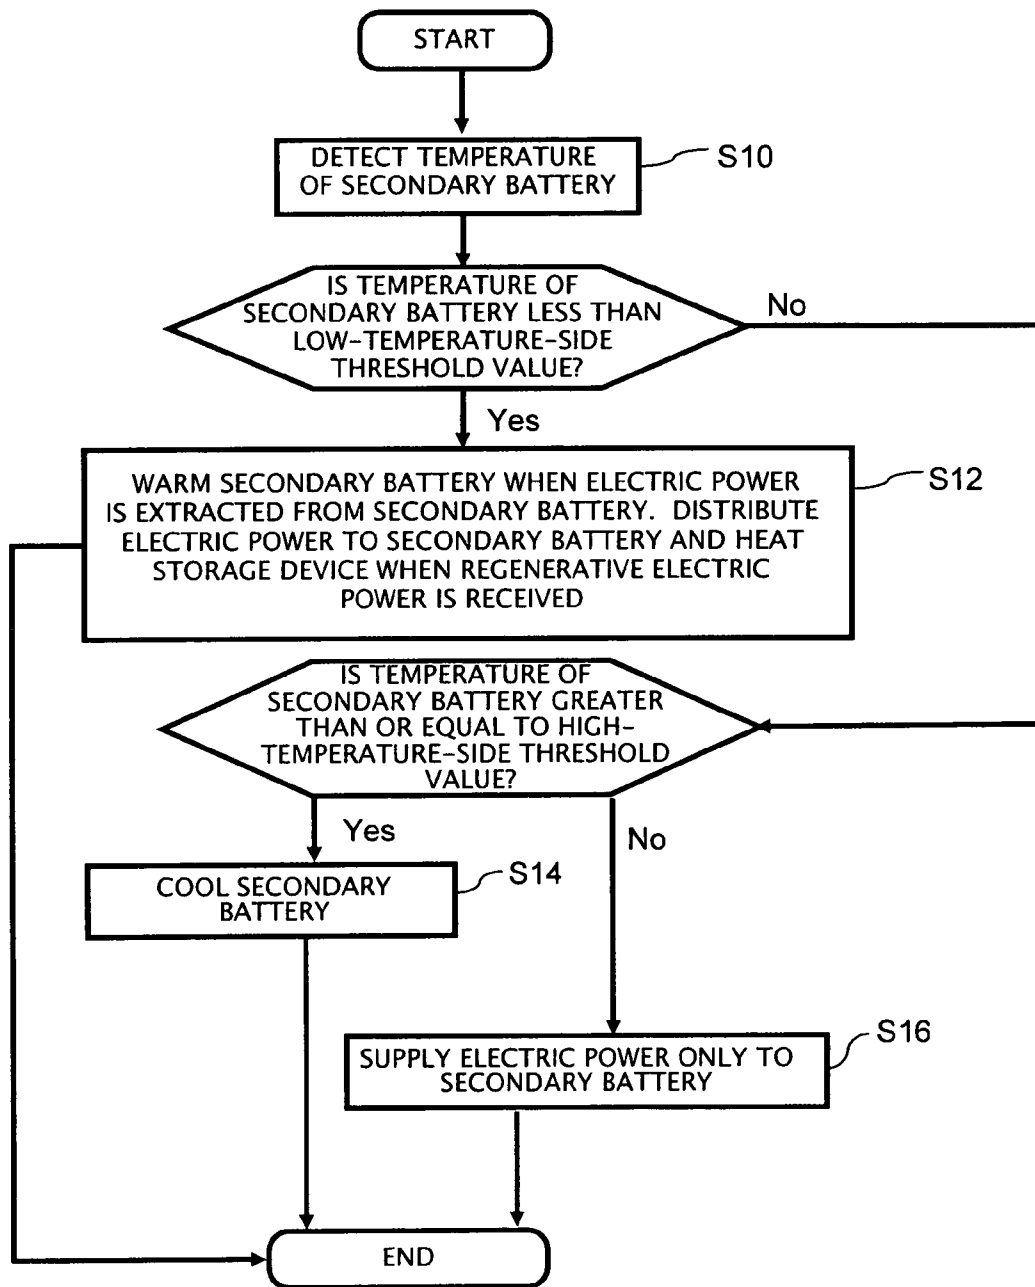 START
DETECT TEMPERATURE
OF SECONDARY BATTERY
S10
IS TEMPERATURE OF
SECONDARY BATTERY LESS THAN
LOW-TEMPERATURE-SIDE
THRESHOLD VALUE?
No
Yes
WARM SECONDARY BATTERY WHEN ELECTRIC POWER
IS EXTRACTED FROM SECONDARY BATTERY. DISTRIBUTE
ELECTRIC POWER TO SECONDARY BATTERY AND HEAT
STORAGE DEVICE WHEN REGENERATIVE ELECTRIC
POWER IS RECEIVED
S12
IS TEMPERATURE OF
SECONDARY BATTERY GREATER
THAN OR EQUAL TO HIGH-
TEMPERATURE-SIDE THRESHOLD
VALUE?
Yes
No
COOL SECONDARY
BATTERY
S14
SUPPLY ELECTRIC POWER ONLY TO
SECONDARY BATTERY
S16
END